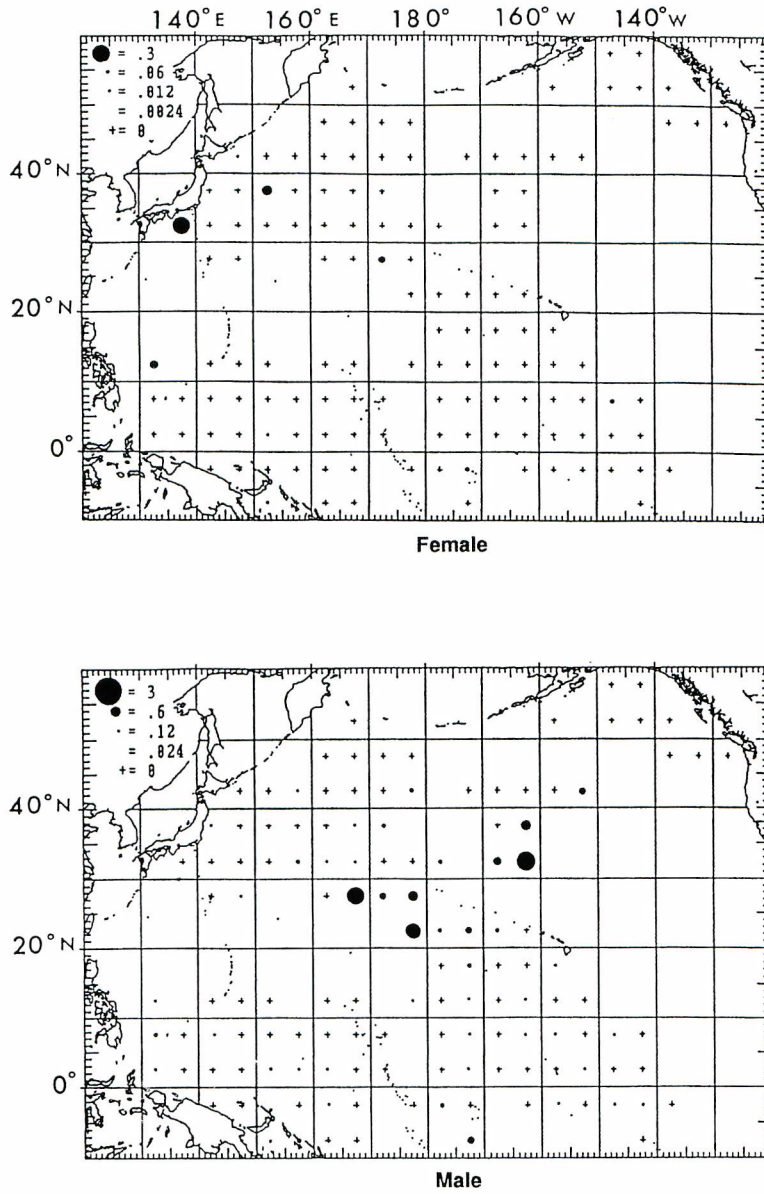 140° E 160° E 180° 160° W 140° W
= .3
= .06
= .012
= .0024
+= 0
40° N
20° N
0°
Female
= 3
= .6
= .12
= .024
+= 0
40° N
20° N
0°
Male